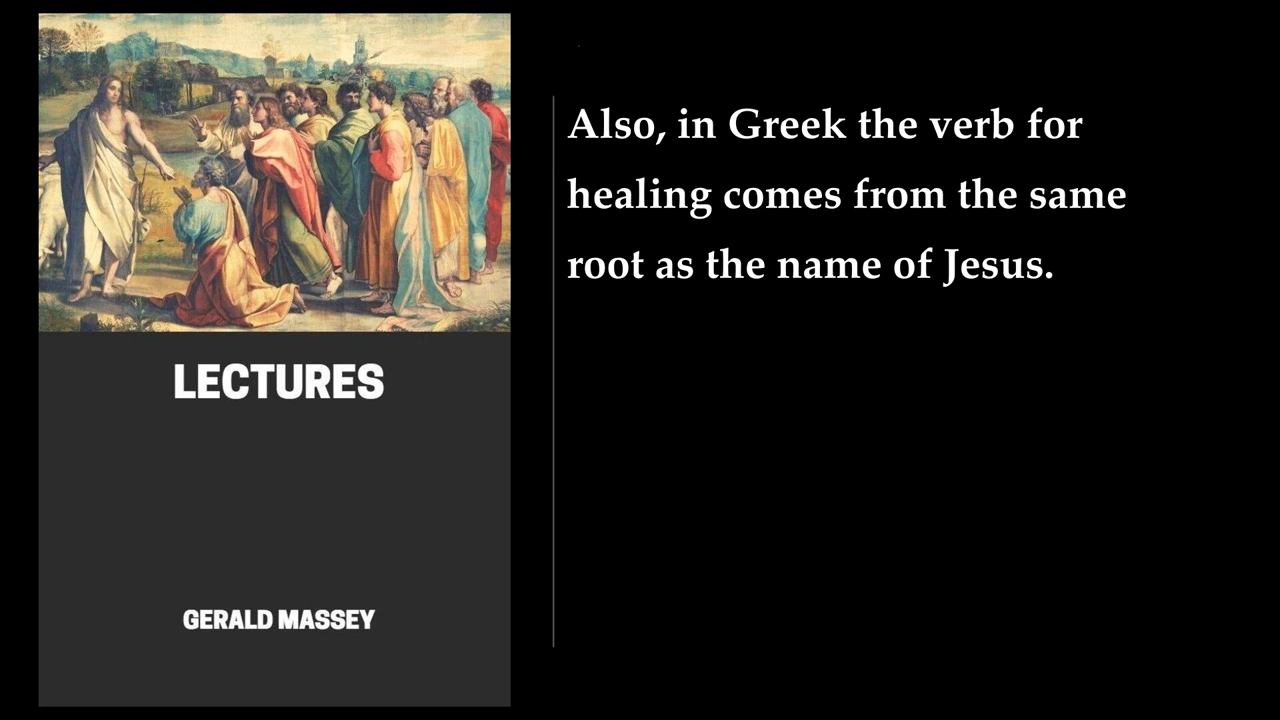 LECTURES
GERALD MASSEY
Also, in Greek the verb for
healing comes from the same
root as the name of Jesus.